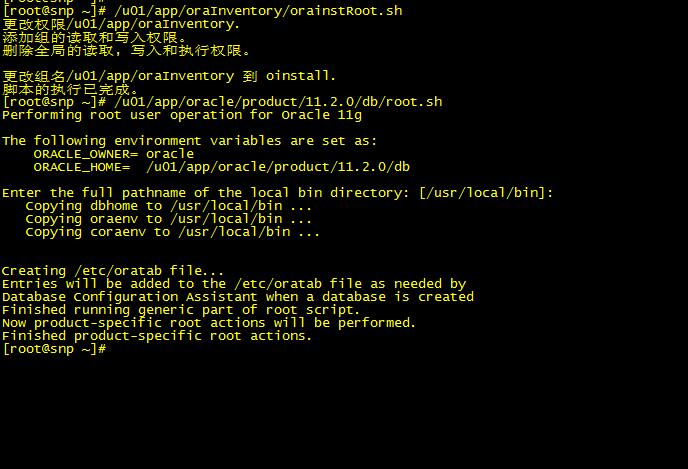 [root@snp ~]# /u01/app/oraInventory/orainstRoot.sh
更改权限/u01/app/oraInventory.
添加组的读取和写入权限。
删除全局的读取，写入和执行权限。
更改组名/u01/app/oraInventory 到 oinstall.
脚本的执行已完成。
[root@snp ~]# /u01/app/oracle/product/11.2.0/db/root.sh
Performing root user operation for Oracle 11g
The following environment variables are set as:
ORACLE_OWNER= oracle
ORACLE_HOME=  /u01/app/oracle/product/11.2.0/db
Enter the full pathname of the local bin directory: [/usr/local/bin]:
Copying dbhome to /usr/local/bin ...
Copying oraenv to /usr/local/bin ...
Copying coraenv to /usr/local/bin ...
Creating /etc/oratab file...
Entries will be added to the /etc/oratab file as needed by
Database Configuration Assistant when a database is created
Finished running generic part of root script.
Now product-specific root actions will be performed.
Finished product-specific root actions.
[root@snp ~]#